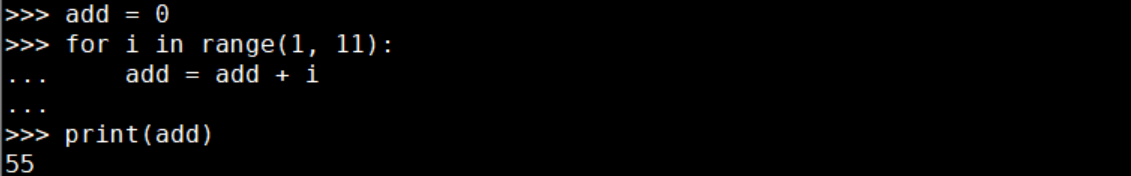 >>> add = 0
>>> for i in range(1, 11):
...     add = add + i
...
>>> print(add)
55